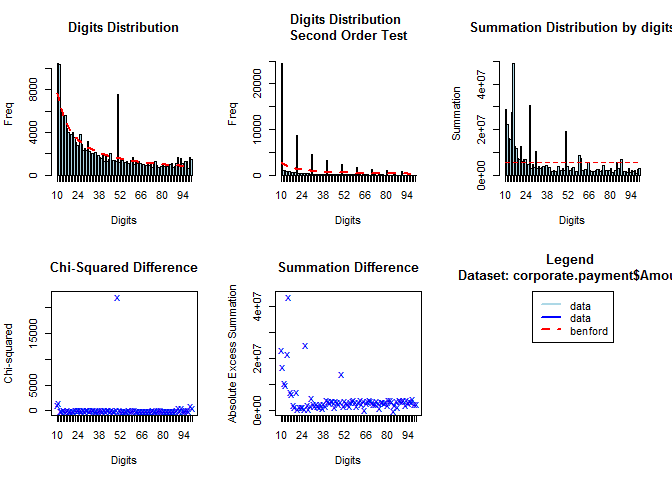 Digits Distribution
Freq
0 4000 8000
10 24 38 52 66 80 94
Digits
Digits Distribution
Second Order Test
Freq
0 10000 25000
10 24 38 52 66 80 94
Digits
Summation Distribution by digits
Summation
0e+00 2e+07 4e+07
10 24 38 52 66 80 94
Digits
Chi-Squared Difference
Chi-squared
0 5000 15000
10 24 38 52 66 80 94
Digits
Summation Difference
Absolute Excess Summation
0e+00 2e+07 4e+07
10 24 38 52 66 80 94
Digits
Legend
Dataset: corporate.payment$Amou
data
data
benford